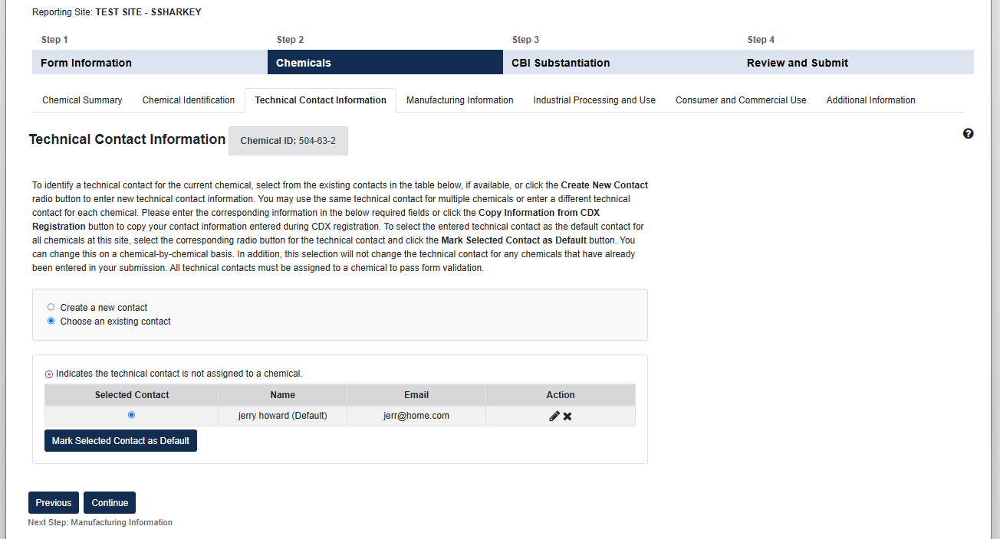 Reporting Site: TEST SITE - SSHARKEY
Step 1 Step 2 Step 3 Step 4
Form Information Chemicals CBI Substantiation Review and Submit
Chemical Summary Chemical Identification Technical Contact Information Manufacturing Information Industrial Processing and Use Consumer and Commercial Use Additional Information
Technical Contact Information Chemical ID: 504-63-2
To identify a technical contact for the current chemical, select from the existing contacts in the table below, if available, or click the Create New Contact
radio button to enter new technical contact information. You may use the same technical contact for multiple chemicals or enter a different technical
contact for each chemical. Please enter the corresponding information in the below required fields or click the Copy Information from CDX
Registration button to copy your contact information entered during CDX registration. To select the entered technical contact as the default contact for
all chemicals at this site, select the corresponding radio button for the technical contact and click the Mark Selected Contact as Default button. You
can change this on a chemical-by-chemical basis. In addition, this selection will not change the technical contact for any chemicals that have already
been entered in your submission. All technical contacts must be assigned to a chemical to pass form validation.
Create a new contact
Choose an existing contact
Indicates the technical contact is not assigned to a chemical.
Selected Contact Name Email Action
jerry howard (Default) jerr@home.com
Mark Selected Contact as Default
Previous Continue
Next Step: Manufacturing Information